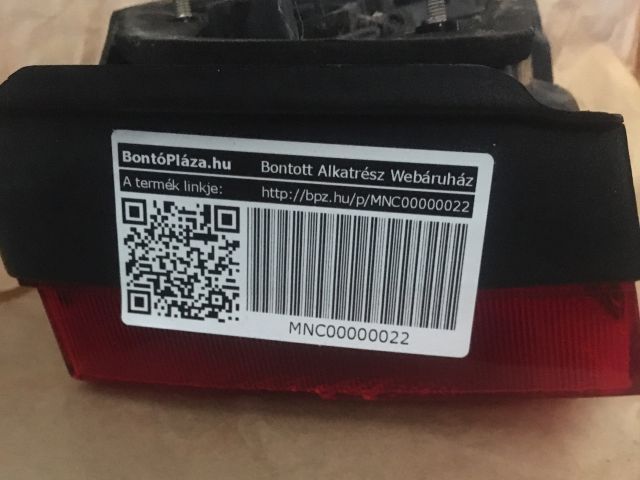 BontóPláza.hu Bontott Alkatrész Webáruház
A termék linkje: http://bpz.hu/p/MNC00000022
MNC00000022